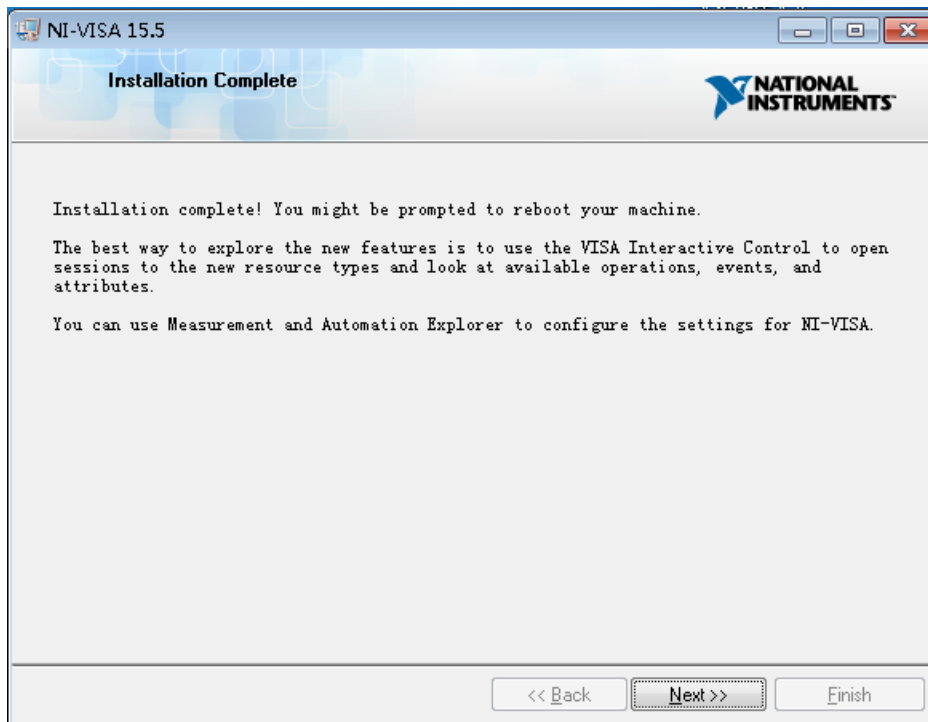 NI-VISA 15.5
Installation Complete
NATIONAL
INSTRUMENTS™
Installation complete! You might be prompted to reboot your machine.
The best way to explore the new features is to use the VISA Interactive Control to open
sessions to the new resource types and look at available operations, events, and
attributes.
You can use Measurement and Automation Explorer to configure the settings for NI-VISA.
<< Back
Next >>
Finish